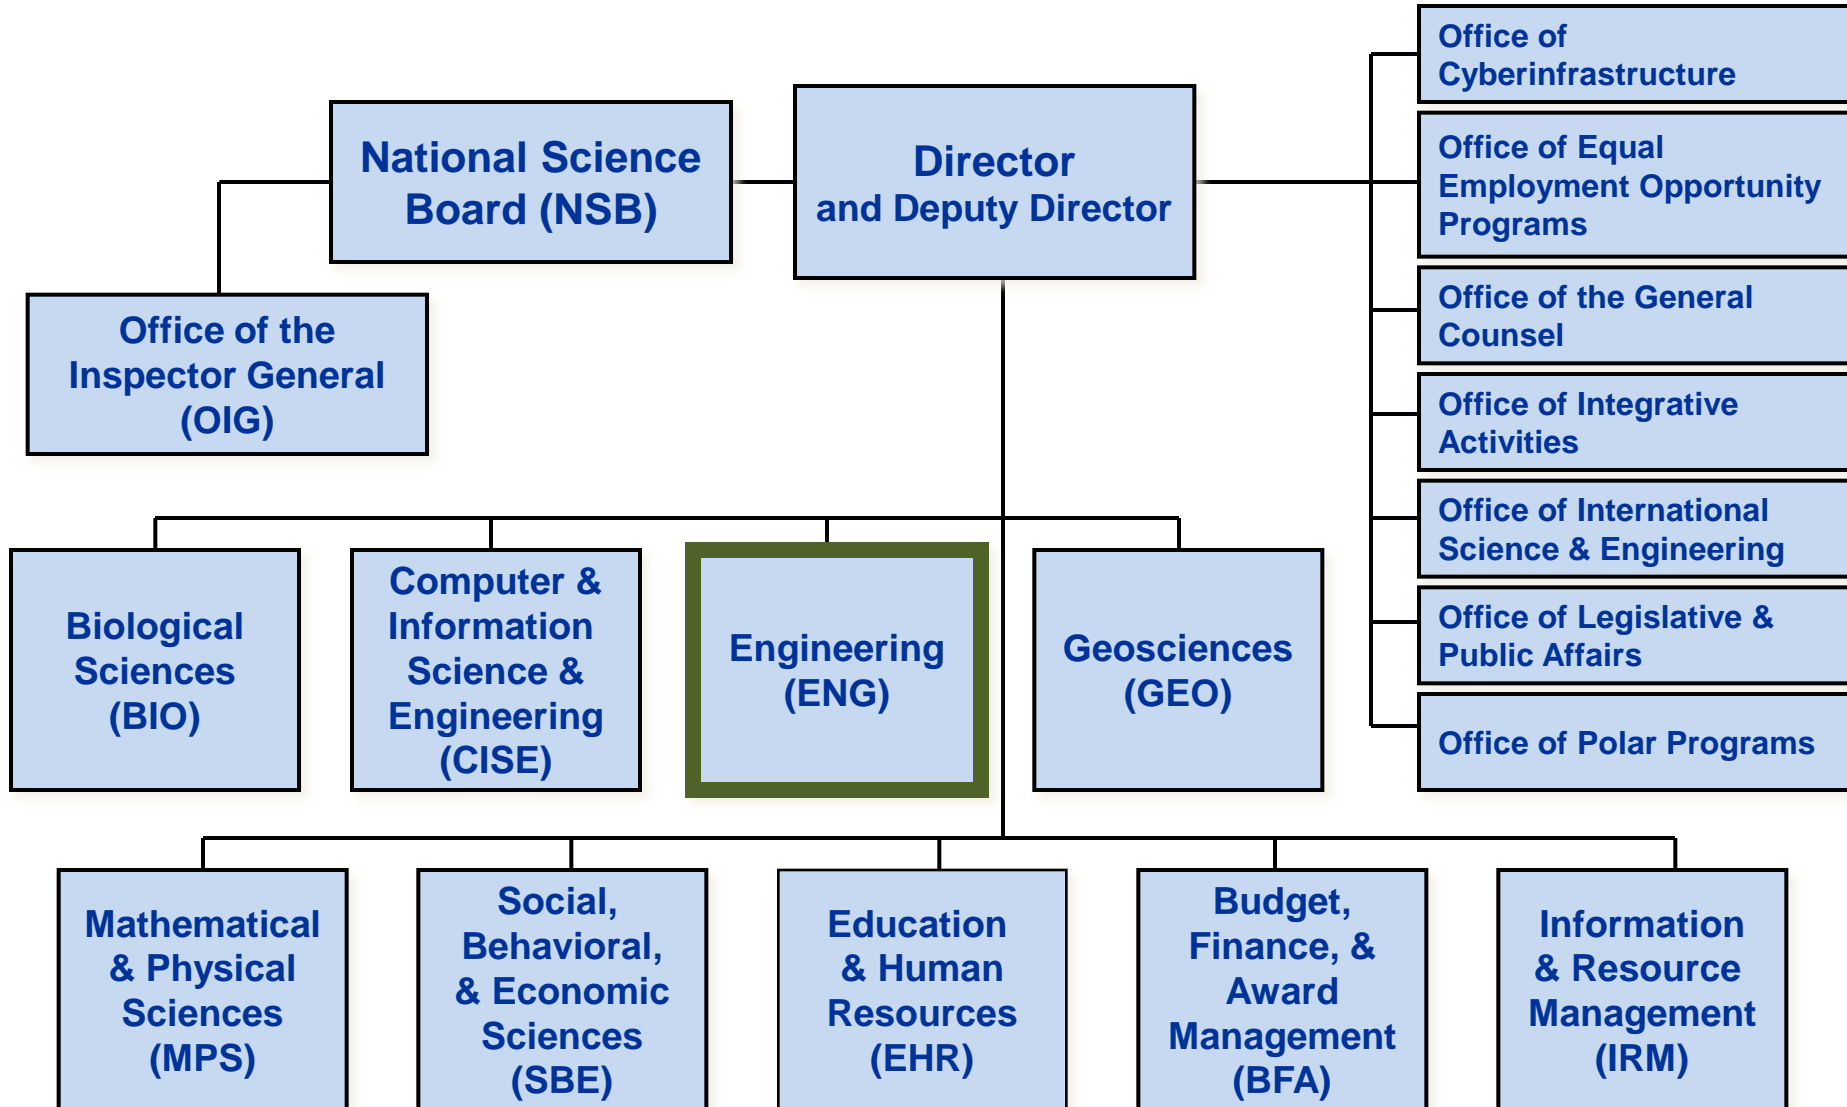 National Science
Board (NSB)
Director
and Deputy Director
Office of
Cyberinfrastructure
Office of Equal
Employment Opportunity
Programs
Office of the General
Counsel
Office of Integrative
Activities
Office of International
Science & Engineering
Office of Legislative &
Public Affairs
Office of Polar Programs
Office of the
Inspector General
(OIG)
Biological
Sciences
(BIO)
Computer &
Information
Science &
Engineering
(CISE)
Engineering
(ENG)
Geosciences
(GEO)
Mathematical
& Physical
Sciences
(MPS)
Social,
Behavioral,
& Economic
Sciences
(SBE)
Education
& Human
Resources
(EHR)
Budget,
Finance, &
Award
Management
(BFA)
Information
& Resource
Management
(IRM)